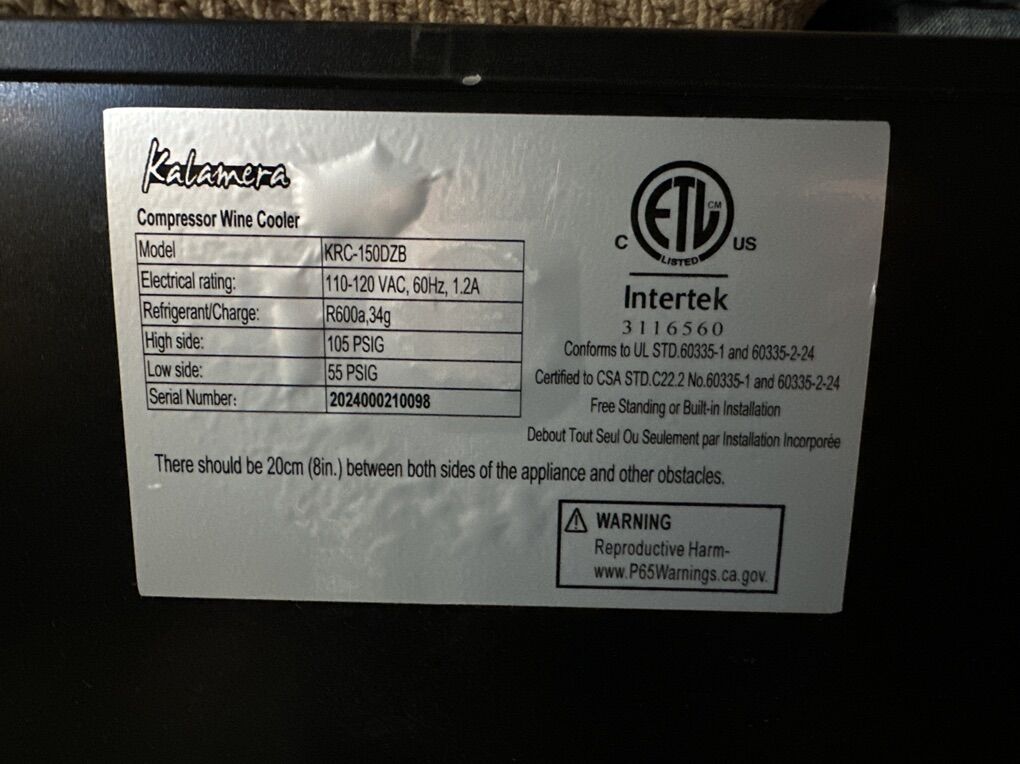 Kalamera
Compressor Wine Cooler
Model KRC-150DZB
Electrical rating: 110-120 VAC, 60Hz, 1.2A
Refrigerant/Charge: R600a,34g
High side: 105 PSIG
Low side: 55 PSIG
Serial Number: 2024000210098
ETL CM
C US
LISTED
Intertek
3116560
Conforms to UL STD.60335-1 and 60335-2-24
Certified to CSA STD.C22.2 No.60335-1 and 60335-2-24
Free Standing or Built-in Installation
Debout Tout Seul Ou Seulement par Installation Incorporée
There should be 20cm (8in.) between both sides of the appliance and other obstacles.
WARNING
Reproductive Harm-
www.P65Warnings.ca.gov.